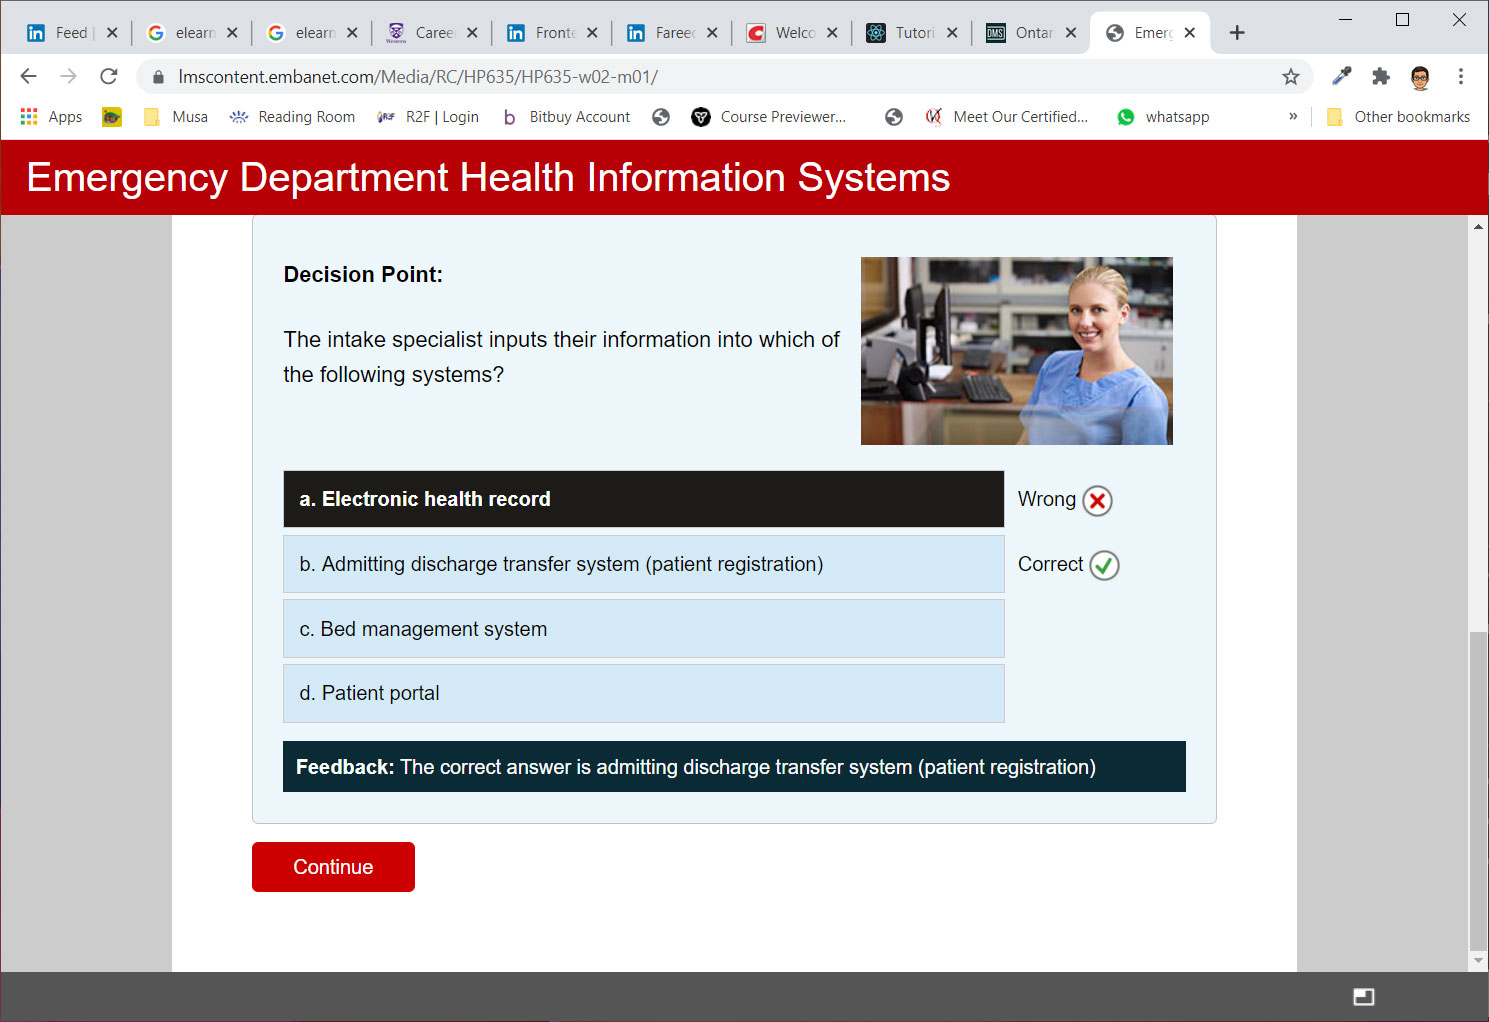 Feed
elearn
elearn
Caree
Fronte
Fareed
Welco
Tutori
DMS Ontar
Emerg
lmscontent.embanet.com/Media/RC/HP635/HP635-w02-m01/
Apps
Musa
Reading Room
R2F | Login
Bitbuy Account
Course Previewer...
Meet Our Certified...
whatsapp
»
Other bookmarks
Emergency Department Health Information Systems
Decision Point:
The intake specialist inputs their information into which of
the following systems?
a. Electronic health record
Wrong
b. Admitting discharge transfer system (patient registration)
Correct
c. Bed management system
d. Patient portal
Feedback: The correct answer is admitting discharge transfer system (patient registration)
Continue